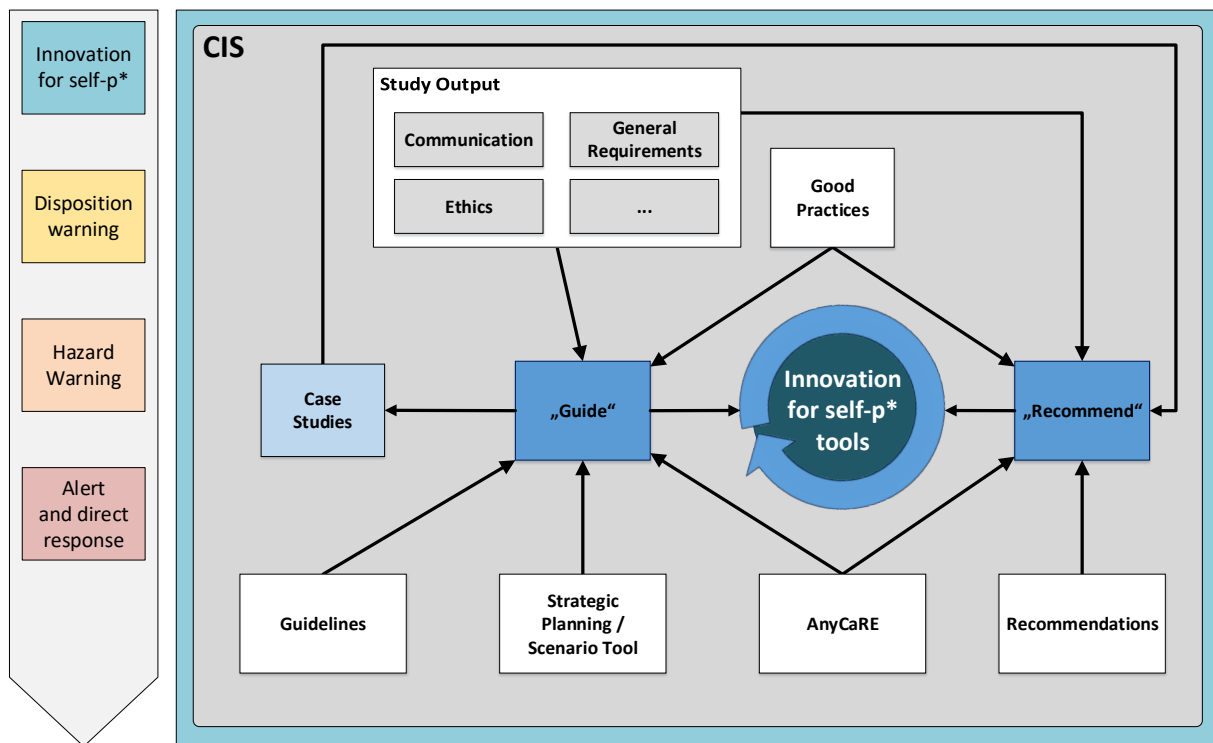 Innovation
for self-p*
Disposition
warning
Hazard
Warning
Alert
and direct
response
CIS
Study Output
Communication
General
Requirements
Ethics
...
Good
Practices
Case
Studies
„Guide“
Innovation
for self-p*
tools
„Recommend“
Guidelines
Strategic
Planning /
Scenario Tool
AnyCaRE
Recommendations